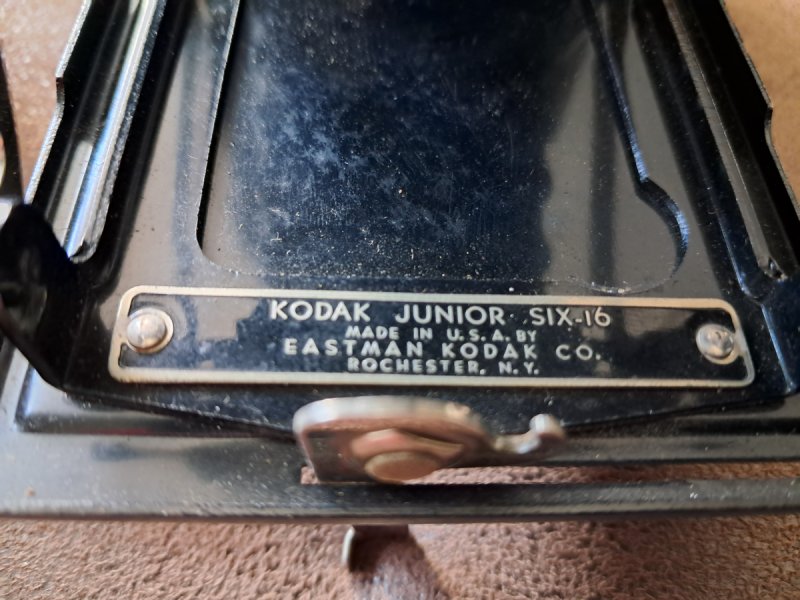 KODAK JUNIOR SIX-16
MADE IN U.S.A. BY
EASTMAN KODAK CO.
ROCHESTER, N.Y.